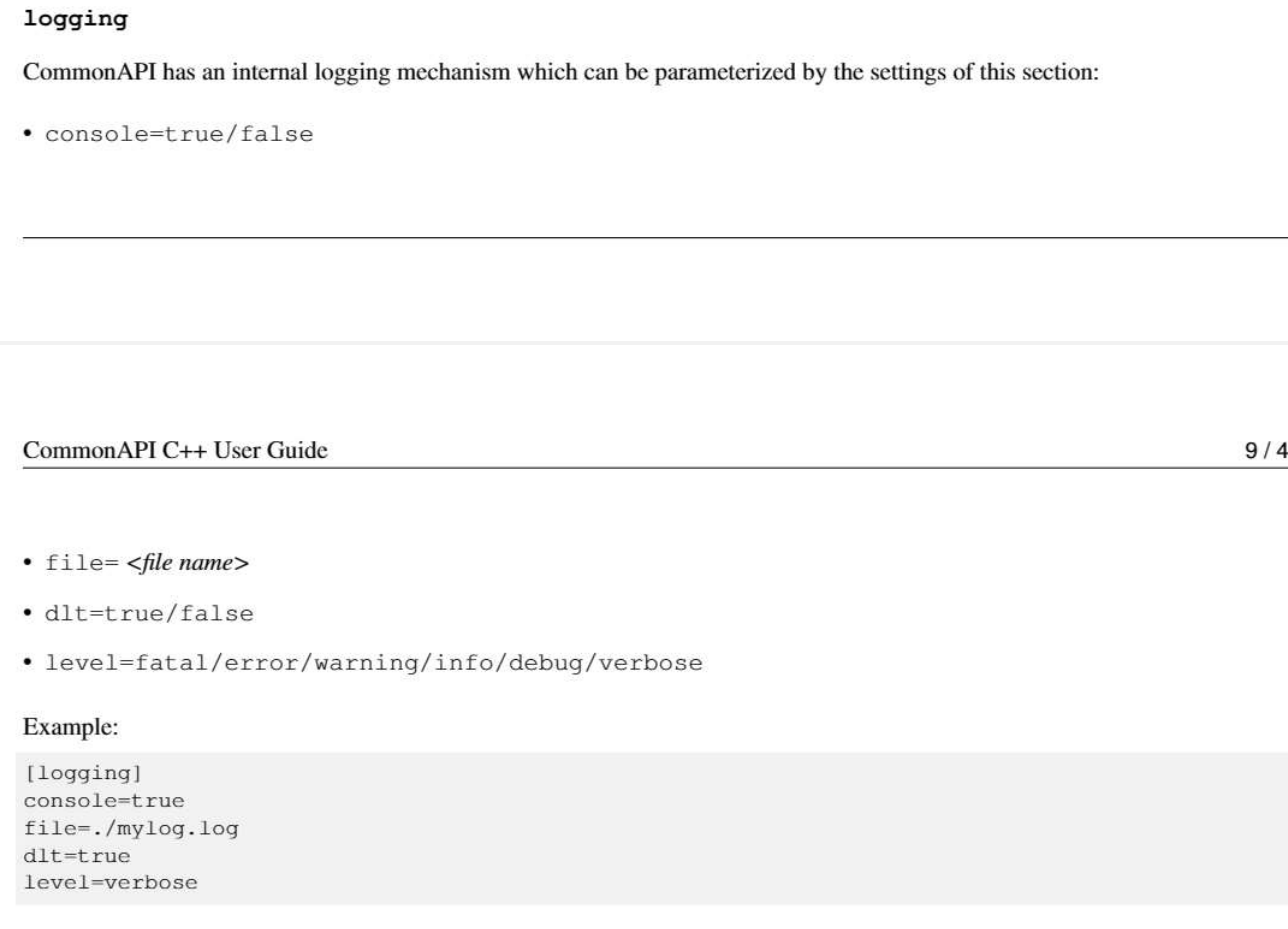 logging
CommonAPI has an internal logging mechanism which can be parameterized by the settings of this section:
• console=true/false
CommonAPI C++ User Guide
9 / 4
• file= <file name>
• dlt=true/false
• level=fatal/error/warning/info/debug/verbose
Example:
[logging]
console=true
file=./mylog.log
dlt=true
level=verbose